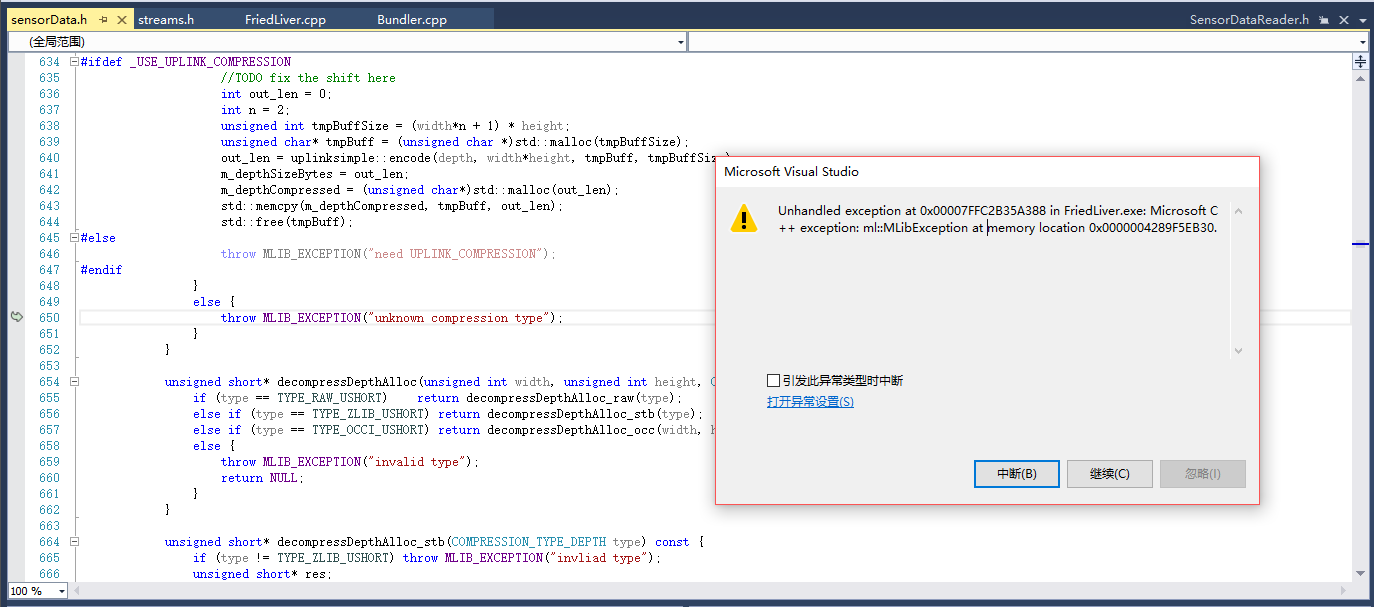 sensorData.h streams.h FriedLiver.cpp Bundler.cpp SensorDataReader.h
(全局范围)
634 #ifdef _USE_UPLINK_COMPRESSION
635 //TODO fix the shift here
636 int out_len = 0;
637 int n = 2;
638 unsigned int tmpBuffSize = (width*n + 1) * height;
639 unsigned char* tmpBuff = (unsigned char *)std::malloc(tmpBuffSize);
640 out_len = uplinksimple::encode(depth, width*height, tmpBuff, tmpBuffSiz
641 m_depthSizeBytes = out_len;
642 m_depthCompressed = (unsigned char*)std::malloc(out_len);
643 std::memcpy(m_depthCompressed, tmpBuff, out_len);
644 std::free(tmpBuff);
645 #else
646 throw MLIB_EXCEPTION("need UPLINK_COMPRESSION");
647 #endif
648 }
649 else {
650 throw MLIB_EXCEPTION("unknown compression type");
651 }
652 }
653
654 unsigned short* decompressDepthAlloc(unsigned int width, unsigned int height,
655 if (type == TYPE_RAW_USHORT) return decompressDepthAlloc_raw(type);
656 else if (type == TYPE_ZLIB_USHORT) return decompressDepthAlloc_stb(type);
657 else if (type == TYPE_OCCI_USHORT) return decompressDepthAlloc_occ(width,
658 else {
659 throw MLIB_EXCEPTION("invalid type");
660 return NULL;
661 }
662 }
663
664 unsigned short* decompressDepthAlloc_stb(COMPRESSION_TYPE_DEPTH type) const {
665 if (type != TYPE_ZLIB_USHORT) throw MLIB_EXCEPTION("invliad type");
666 unsigned short* res;
100 %
Microsoft Visual Studio
Unhandled exception at 0x00007FFC2B35A388 in FriedLiver.exe: Microsoft C
++ exception: ml::MLibException at memory location 0x0000004289F5EB30.
引发此异常类型时中断
打开异常设置(S)
中断(B) 继续(C) 忽略(I)